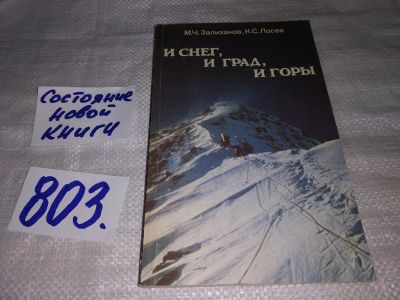 М.Ч. Залиханов, К.С. Лосев
И СНЕГ,
И ГРАД,
И ГОРЫ
Состояние
новой
книги
803.